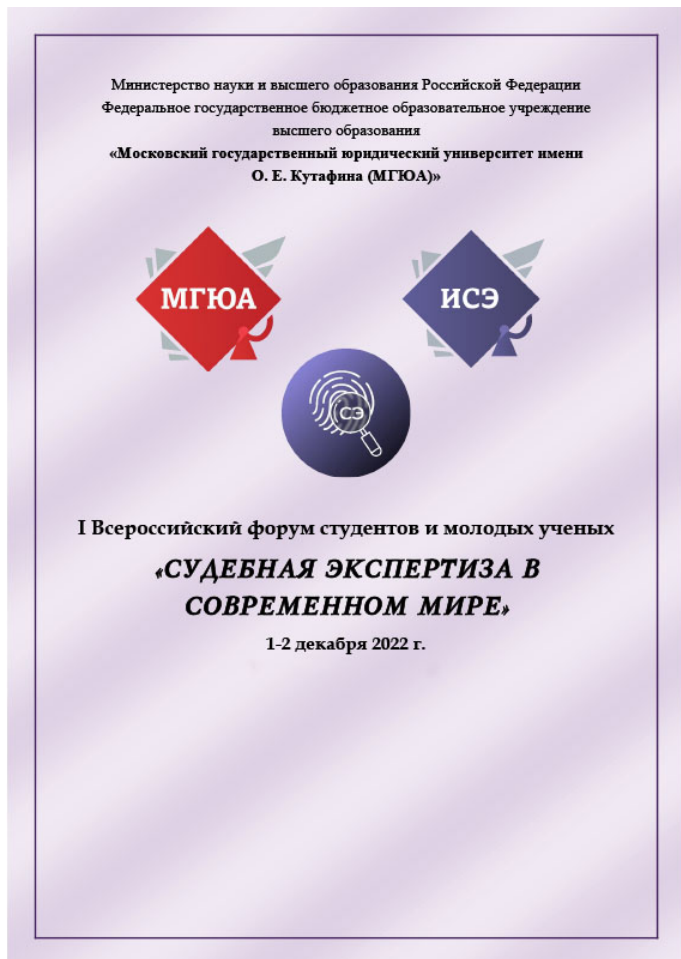 Министерство науки и высшего образования Российской Федерации
Федеральное государственное бюджетное образовательное учреждение
высшего образования
«Московский государственный юридический университет имени
О. Е. Кутафина (МГЮА)»
МГЮА
ИСЭ
СЭ
I Всероссийский форум студентов и молодых ученых
«СУДЕБНАЯ ЭКСПЕРТИЗА В
СОВРЕМЕННОМ МИРЕ»
1-2 декабря 2022 г.